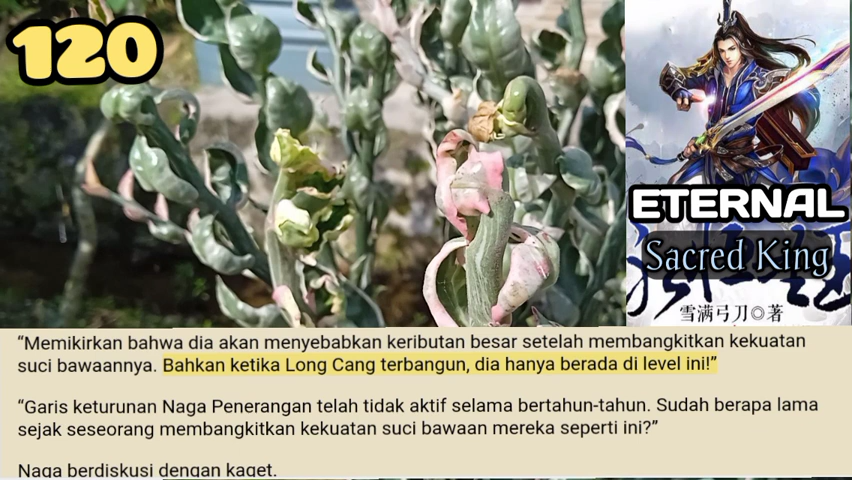 120
ETERNAL
Sacred King
雪满弓刀◎著
“Memikirkan bahwa dia akan menyebabkan keributan besar setelah membangkitkan kekuatan
suci bawaannya. Bahkan ketika Long Cang terbangun, dia hanya berada di level ini!”
“Garis keturunan Naga Penerangan telah tidak aktif selama bertahun-tahun. Sudah berapa lama
sejak seseorang membangkitkan kekuatan suci bawaan mereka seperti ini?”
Naga berdiskusi dengan kaget.